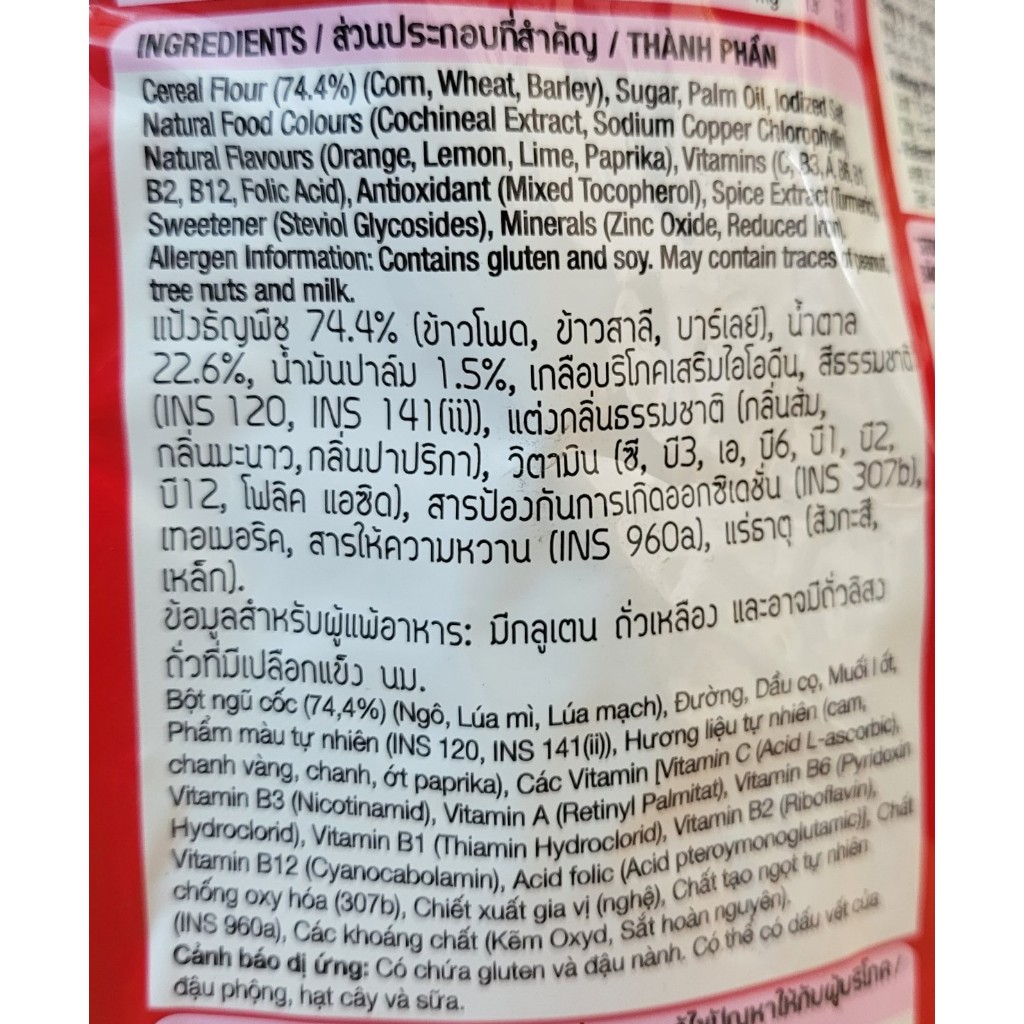 INGREDIENTS / ส่วนประกอบที่สำคัญ / THÀNH PHẦN
Cereal Flour (74.4%) (Corn, Wheat, Barley), Sugar, Palm Oil, Iodized
Natural Food Colours (Cochineal Extract, Sodium Copper
Natural Flavours (Orange, Lemon, Lime, Paprika), Vitamins (C, B3, A, B6, B1,
B2, B12, Folic Acid), Antioxidant (Mixed Tocopherol), Spice Extract (Turmeric),
Sweetener (Steviol Glycosides), Minerals (Zinc Oxide, Reduced Iron).
Allergen Information: Contains gluten and soy. May contain traces of peanut,
tree nuts and milk.
แป้งธัญพืช 74.4% (ข้าวโพด, ข้าวสาลี, บาร์เลย์), น้ำตาล
22.6%, น้ำมันปาล์ม 1.5%, เกลือบริโภคเสริมไอโอดีน, สีธรรมชาติ
(INS 120, INS 141(ii)), แต่งกลิ่นธรรมชาติ (กลิ่นส้ม,
กลิ่นมะนาว, กลิ่นปาปริกา), วิตามิน (ซี, บี3, เอ, บี6, บี1, บี2,
บี12, โฟลิค แอซิด), สารป้องกันการเกิดออกซิเดชั่น (INS 307b),
เทอเมอริค, สารให้ความหวาน (INS 960a), แร่ธาตุ (สังกะสี,
เหล็ก).
ข้อมูลสำหรับผู้แพ้อาหาร: มีกลูเตน ถั่วเหลือง และอาจมีถั่วลิสง
ถั่วที่มีเปลือกแข็ง นม.
Bột ngũ cốc (74,4%) (Ngô, Lúa mì, Lúa mạch), Đường, Dầu cọ, Muối I ốt,
Phẩm màu tự nhiên (INS 120, INS 141(ii)), Hương liệu tự nhiên (cam,
chanh vàng, chanh, ớt paprika), Các Vitamin [Vitamin C (Acid L-ascorbic),
Vitamin B3 (Nicotinamid), Vitamin A (Retinyl Palmitat), Vitamin B6 (Pyridoxin
Hydroclorid), Vitamin B1 (Thiamin Hydroclorid), Vitamin B2 (Riboflavin),
Vitamin B12 (Cyanocabolamin), Acid folic (Acid pteroymonoglutamic)], Chất
chống oxy hóa (307b), Chiết xuất gia vị (nghệ), Chất tạo ngọt tự nhiên
(INS 960a), Các khoáng chất (Kẽm Oxyd, Sắt hoàn nguyên).
Cảnh báo dị ứng: Có chứa gluten và đậu nành. Có thể có dấu vết của
đậu phộng, hạt cây và sữa.